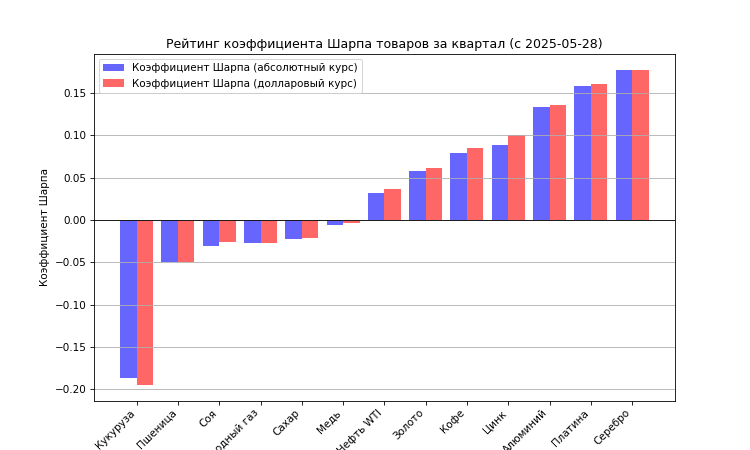 Рейтинг коэффициента Шарпа товаров за квартал (с 2025-05-28)
Коэффициент Шарпа (абсолютный курс)
Коэффициент Шарпа (долларовый курс)
Коэффициент Шарпа
0.15
0.10
0.05
0.00
−0.05
−0.10
−0.15
−0.20
Кукуруза
Пшеница
Соя
одный газ
Сахар
Медь
Нефть WTI
Золото
Кофе
Цинк
Алюминий
Платина
Серебро